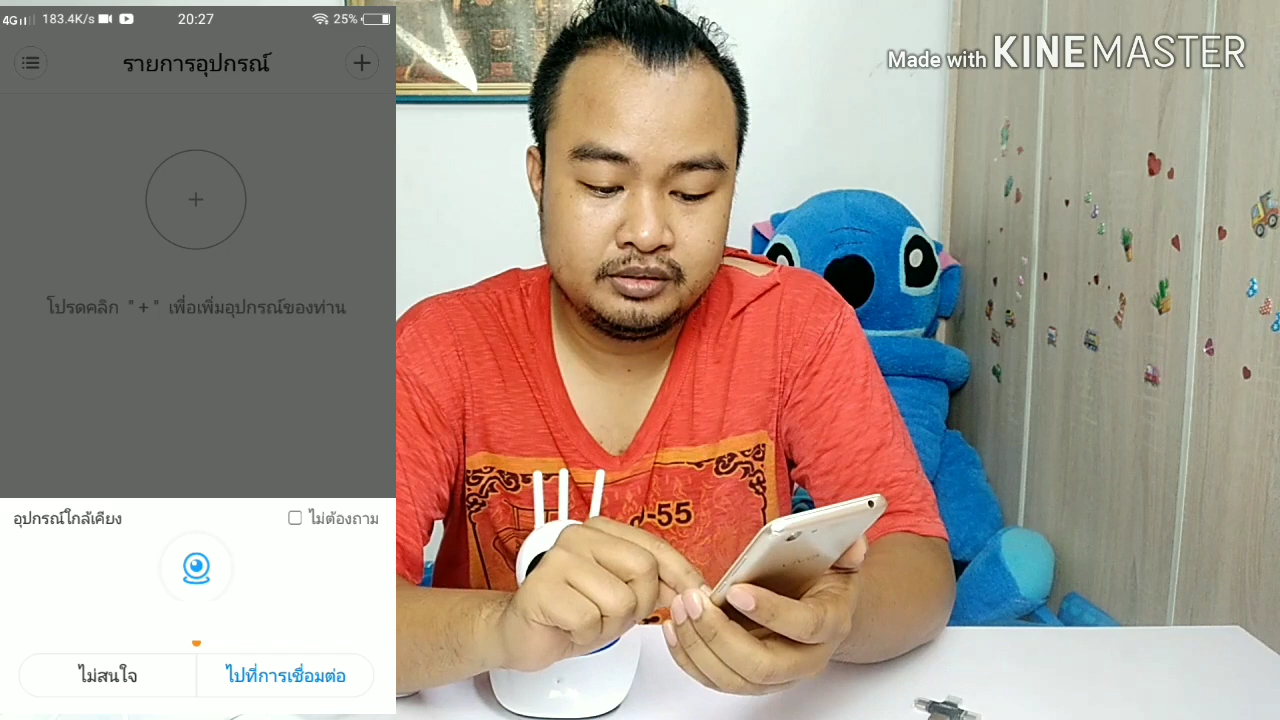 4G 183.4K/s 20:27 25%
รายการอุปกรณ์
+
โปรดคลิก " + " เพื่อเพิ่มอุปกรณ์ของท่าน
อุปกรณ์ใกล้เคียง ไม่ต้องถาม
ไม่สนใจ ไปที่การเชื่อมต่อ
Made with KINEMASTER
-55